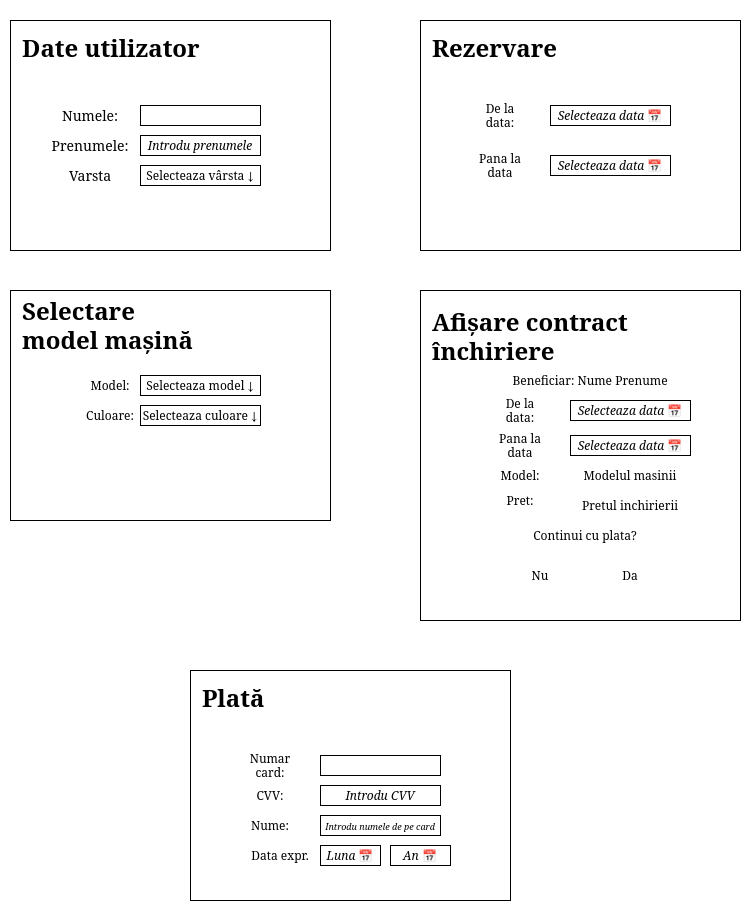 Date utilizator
Numele:
Prenumele: Introdu prenumele
Varsta Selecteaza vârsta ↓
Rezervare
De la
data: Selecteaza data 📅
Pana la
data Selecteaza data 📅
Selectare
model mașină
Model: Selecteaza model ↓
Culoare: Selecteaza culoare ↓
Afișare contract
închiriere
Beneficiar: Nume Prenume
De la
data: Selecteaza data 📅
Pana la
data Selecteaza data 📅
Model: Modelul masinii
Pret: Pretul inchirierii
Continui cu plata?
Nu Da
Plată
Numar
card:
CVV: Introdu CVV
Nume: Introdu numele de pe card
Data expr. Luna 📅 An 📅